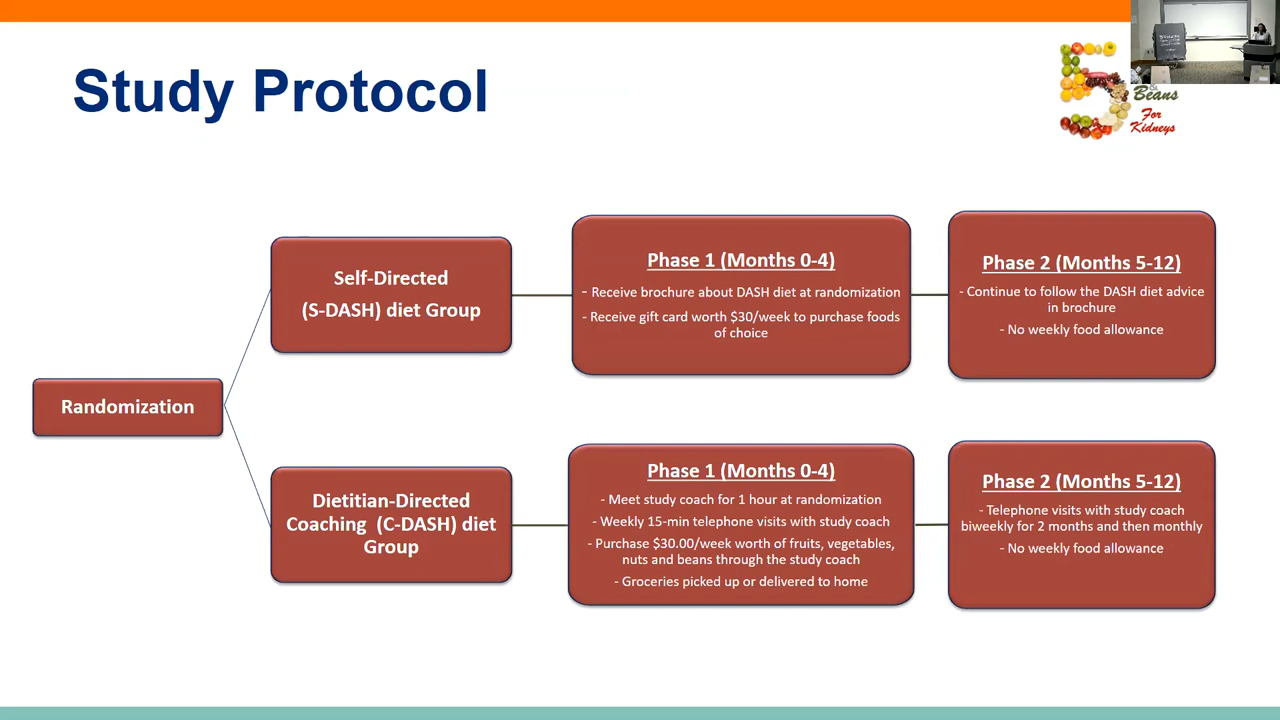 Study Protocol
Beans
For
Kidneys
Randomization
Self-Directed
(S-DASH) diet Group
Phase 1 (Months 0-4)
- Receive brochure about DASH diet at randomization
- Receive gift card worth $30/week to purchase foods
of choice
Phase 2 (Months 5-12)
- Continue to follow the DASH diet advice
in brochure
- No weekly food allowance
Dietitian-Directed
Coaching (C-DASH) diet
Group
Phase 1 (Months 0-4)
- Meet study coach for 1 hour at randomization
- Weekly 15-min telephone visits with study coach
- Purchase $30.00/week worth of fruits, vegetables,
nuts and beans through the study coach
- Groceries picked up or delivered to home
Phase 2 (Months 5-12)
- Telephone visits with study coach
biweekly for 2 months and then monthly
- No weekly food allowance